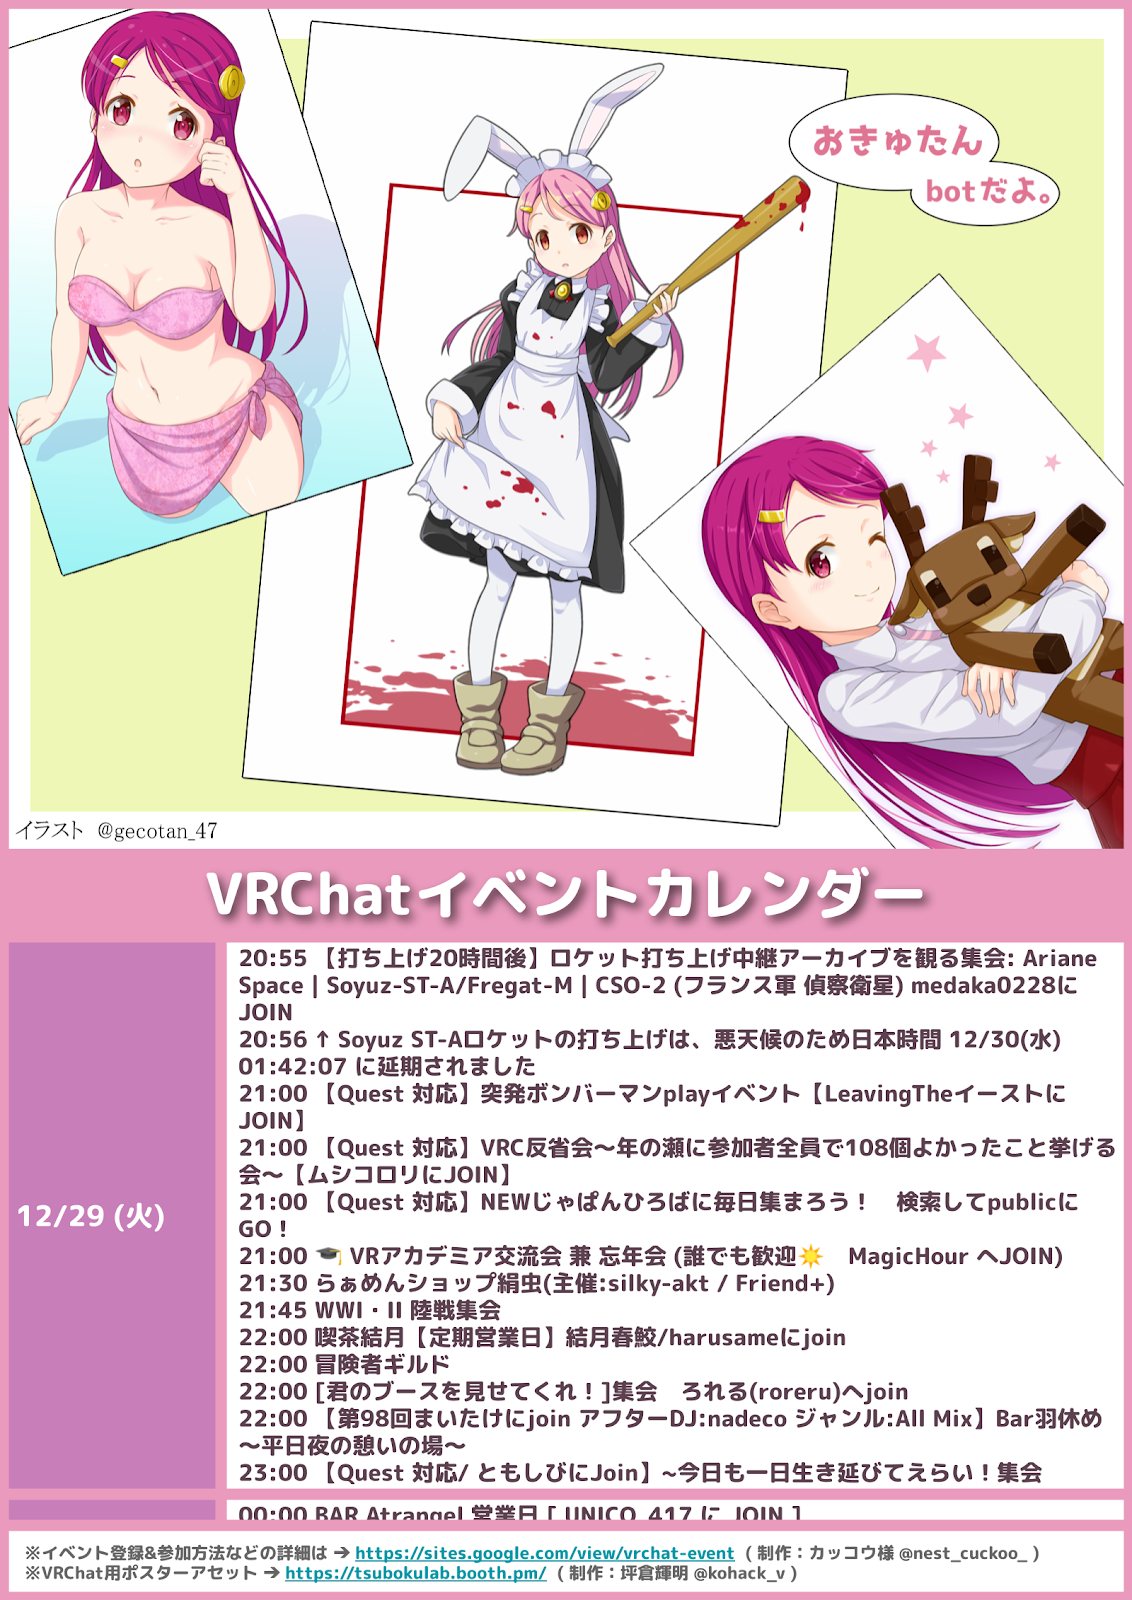 おきゅたん
botだよ。
イラスト @gecotan_47
VRChatイベントカレンダー
12/29 (火)
20:55 【打ち上げ20時間後】ロケット打ち上げ中継アーカイブを観る集会: Ariane
Space | Soyuz-ST-A/Fregat-M | CSO-2 (フランス軍 偵察衛星) medaka0228に
JOIN
20:56 ↑ Soyuz ST-Aロケットの打ち上げは、悪天候のため日本時間 12/30(水)
01:42:07 に延期されました
21:00 【Quest 対応】突発ボンバーマンplayイベント【LeavingTheイーストに
JOIN】
21:00 【Quest 対応】VRC反省会～年の瀬に参加者全員で108個よかったこと挙げる
会～【ムシコロリにJOIN】
21:00 【Quest 対応】NEWじゃぱんひろばに毎日集まろう！　検索してpublicに
GO！
21:00 🎓 VRアカデミア交流会 兼 忘年会 (誰でも歓迎☀️　MagicHour へJOIN)
21:30 らぁめんショップ絹虫(主催:silky-akt / Friend+)
21:45 WWI・II 陸戦集会
22:00 喫茶結月【定期営業日】結月春鮫/harusameにjoin
22:00 冒険者ギルド
22:00 [君のブースを見せてくれ！]集会　ろれる(roreru)へjoin
22:00 【第98回まいたけにjoin アフターDJ:nadeco ジャンル:All Mix】Bar羽休め
～平日夜の憩いの場～
23:00 【Quest 対応/ ともしびにJoin】~今日も一日生き延びてえらい！集会
00:00 BAR Atrangel 営業日 [ UNICO_417 に JOIN ]
※イベント登録&参加方法などの詳細は ➔ https://sites.google.com/view/vrchat-event ( 制作：カッコウ様 @nest_cuckoo_ )
※VRChat用ポスターアセット ➔ https://tsubokulab.booth.pm/ ( 制作：坪倉輝明 @kohack_v )